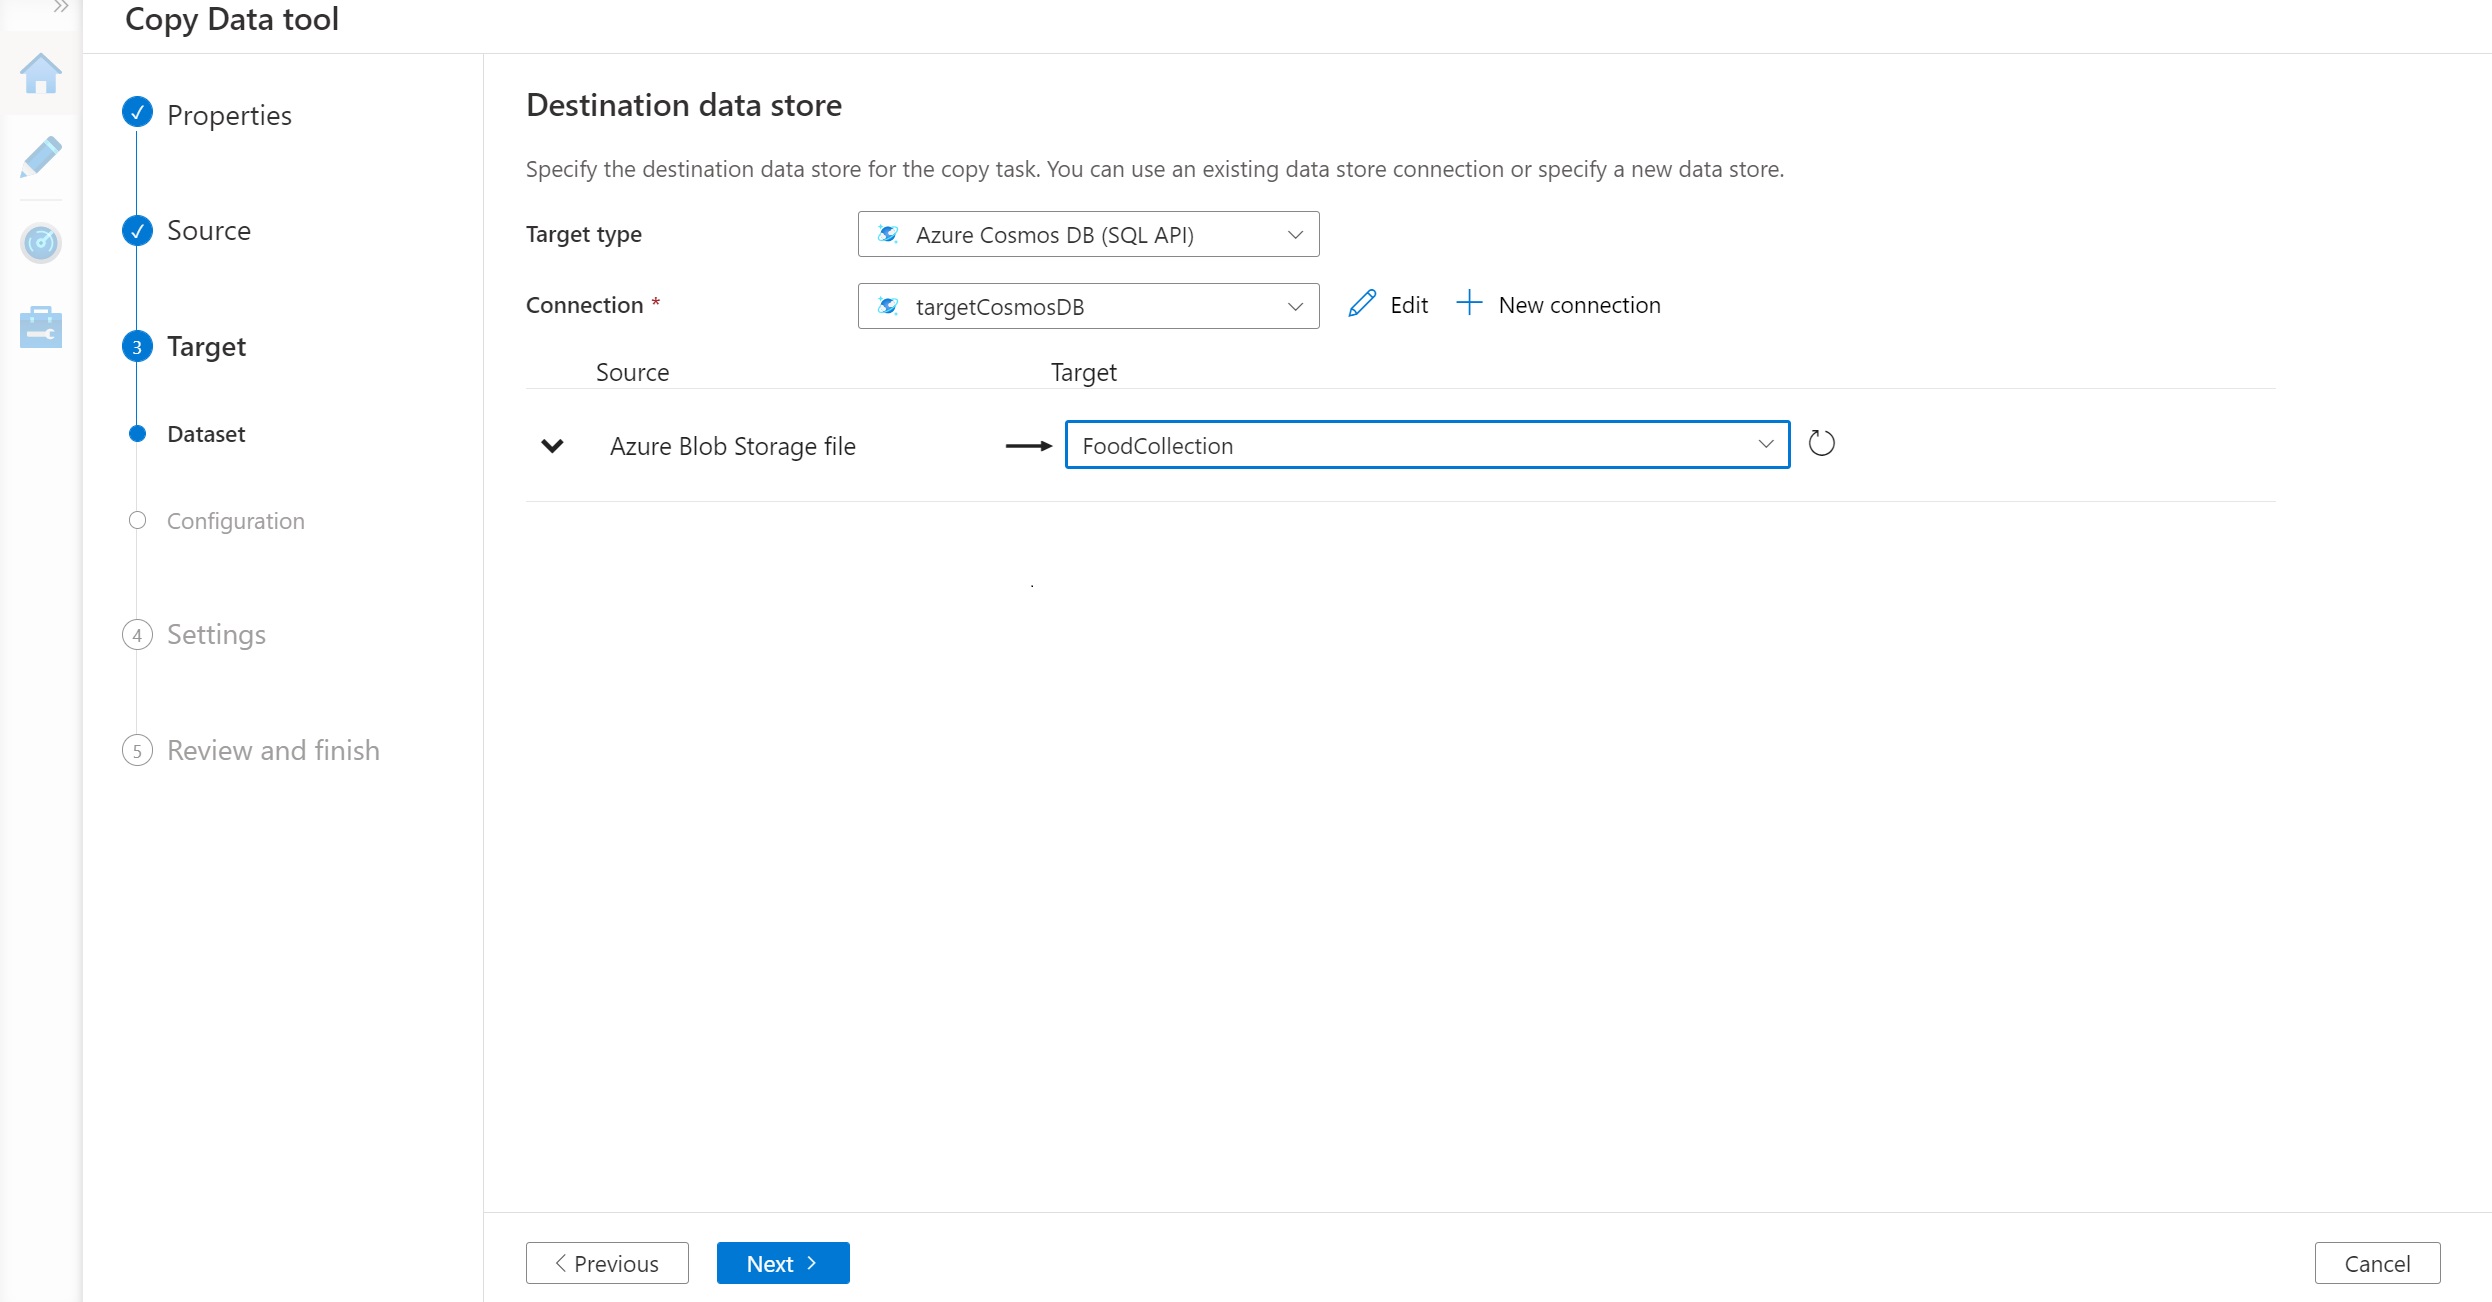 Copy Data tool
Properties
Source
3 Target
Dataset
Configuration
4 Settings
5 Review and finish
Destination data store
Specify the destination data store for the copy task. You can use an existing data store connection or specify a new data store.
Target type Azure Cosmos DB (SQL API)
Connection * targetCosmosDB Edit New connection
Source Target
Azure Blob Storage file FoodCollection
Previous Next Cancel